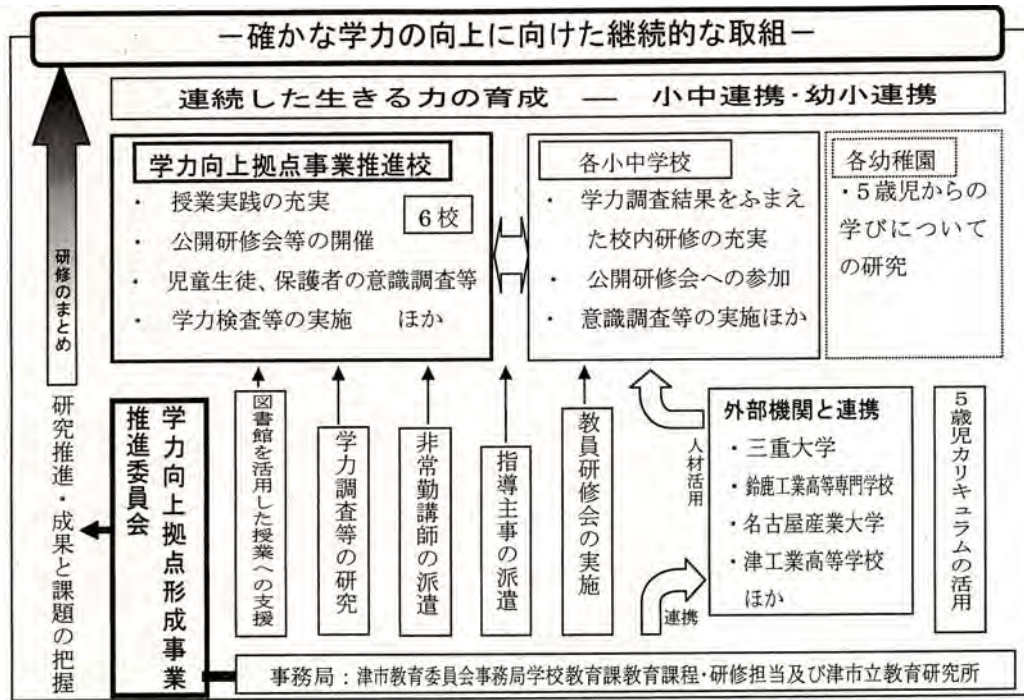 －確かな学力の向上に向けた継続的な取組－
連続した生きる力の育成 ― 小中連携・幼小連携
学力向上拠点事業推進校
6校
・ 授業実践の充実
・ 公開研修会等の開催
・ 児童生徒、保護者の意識調査等
・ 学力検査等の実施 ほか
各小中学校
・ 学力調査結果をふまえ
た校内研修の充実
・ 公開研修会への参加
・ 意識調査等の実施ほか
各幼稚園
・５歳児からの
学びについて
の研究
研修のまとめ
研究推進・成果と課題の把握
学力向上拠点形成事業
推進委員会
図書館を活用した授業への支援
学力調査等の研究
非常勤講師の派遣
指導主事の派遣
教員研修会の実施
人材活用
連携
外部機関と連携
・三重大学
・鈴鹿工業高等専門学校
・名古屋産業大学
・津工業高等学校
ほか
５歳児カリキュラムの活用
事務局：津市教育委員会事務局学校教育課教育課程・研修担当及び津市立教育研究所